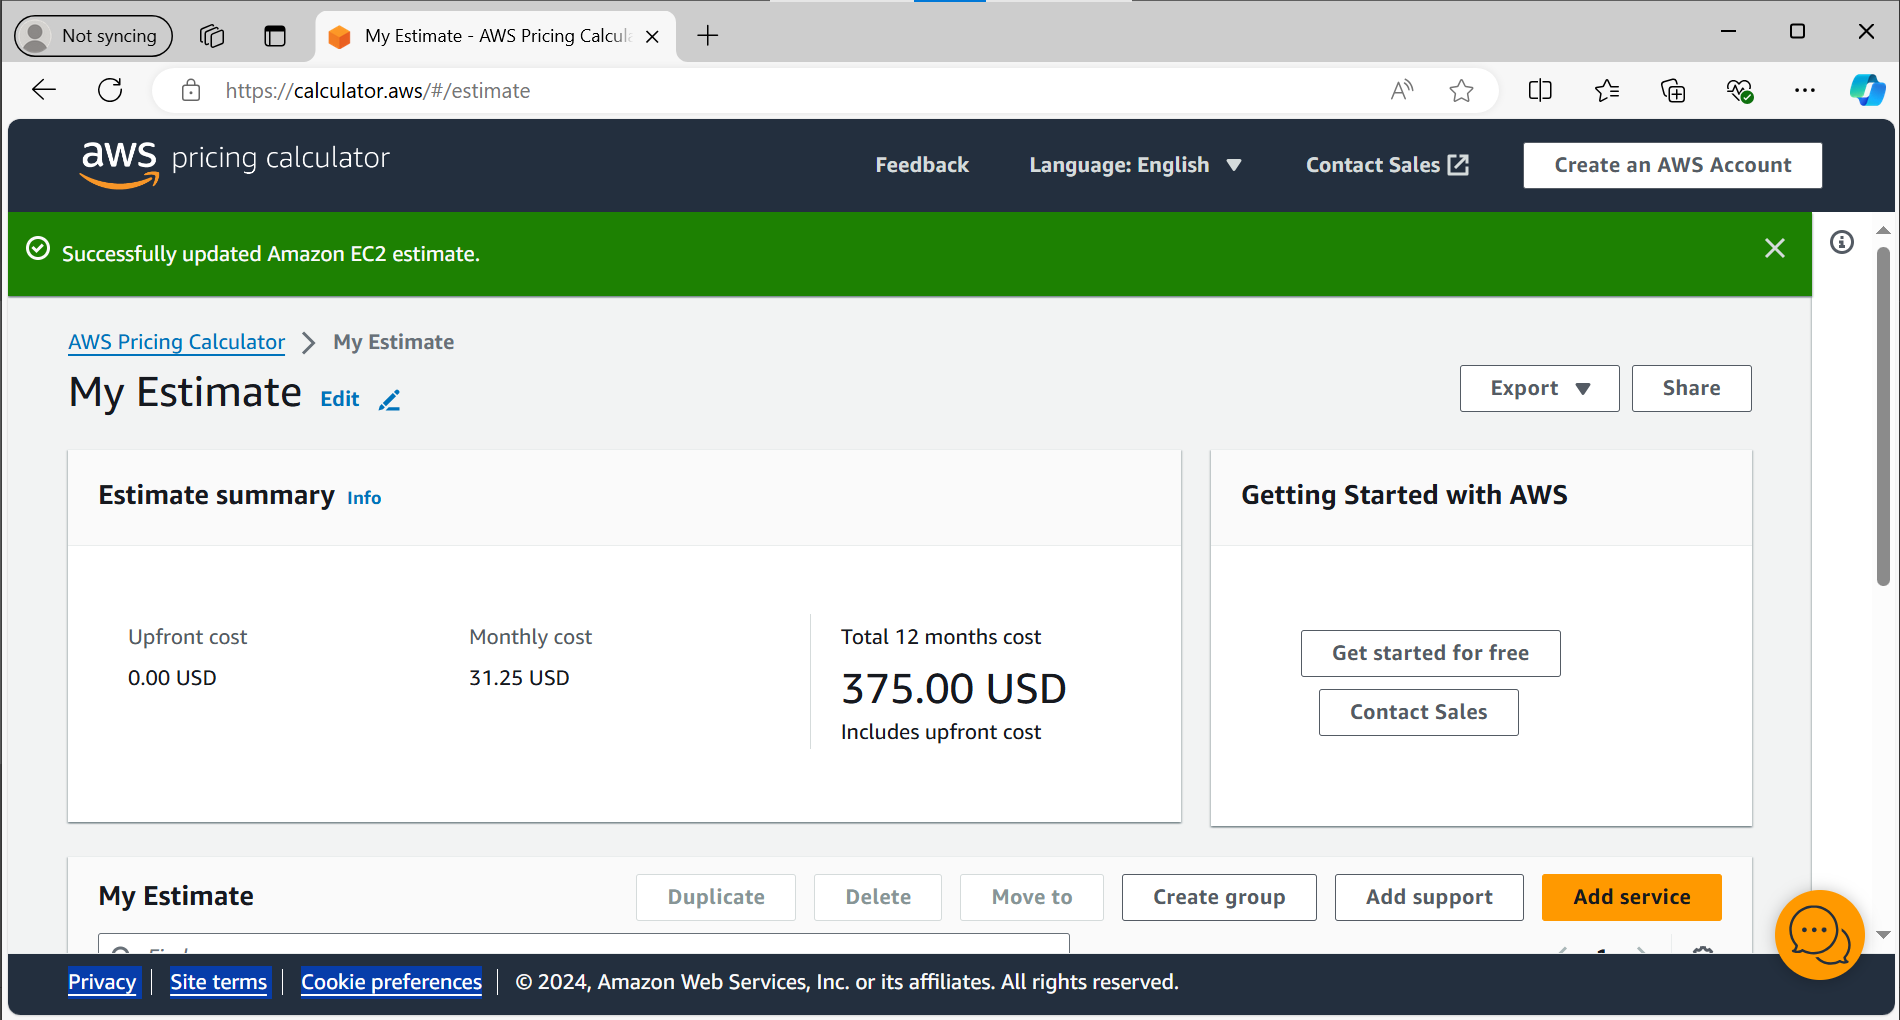 Not syncing
My Estimate - AWS Pricing Calcul
https://calculator.aws/#/estimate
aws pricing calculator
Feedback
Language: English
Contact Sales
Create an AWS Account
Successfully updated Amazon EC2 estimate.
AWS Pricing Calculator
My Estimate
My Estimate
Edit
Export
Share
Estimate summary
Info
Getting Started with AWS
Upfront cost
0.00 USD
Monthly cost
31.25 USD
Total 12 months cost
375.00 USD
Includes upfront cost
Get started for free
Contact Sales
My Estimate
Duplicate
Delete
Move to
Create group
Add support
Add service
Privacy
Site terms
Cookie preferences
© 2024, Amazon Web Services, Inc. or its affiliates. All rights reserved.